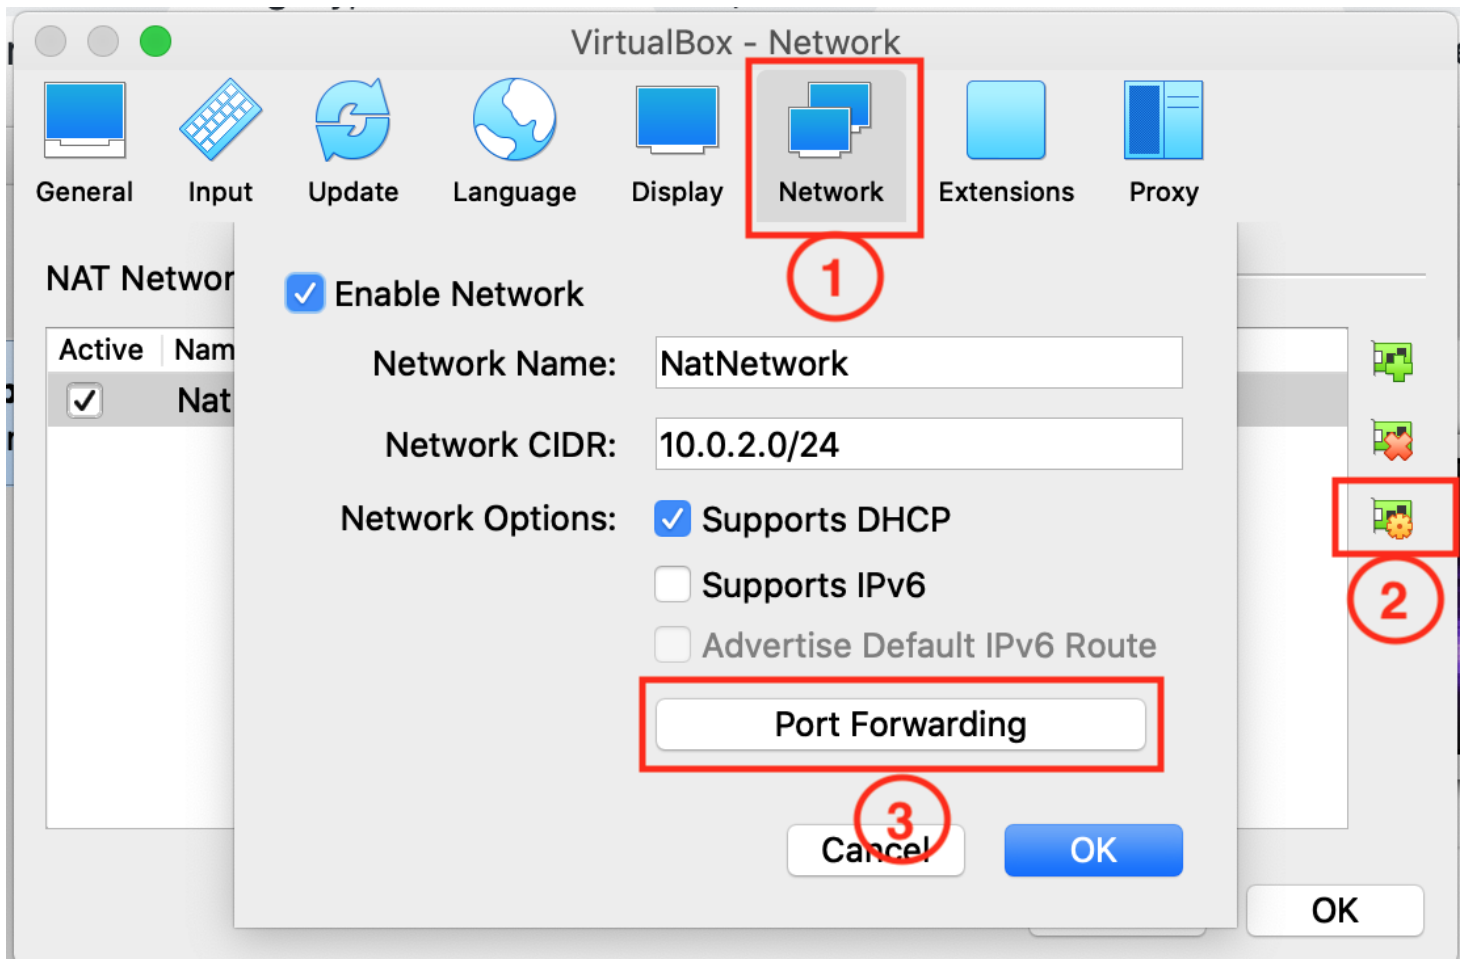 VirtualBox - Network
General Input Update Language Display Network Extensions Proxy
1
NAT Networ
Enable Network
Active Nam
Network Name: NatNetwork
Nat
Network CIDR: 10.0.2.0/24
Network Options: Supports DHCP
Supports IPv6
2
Advertise Default IPv6 Route
Port Forwarding
3
Cancel OK
OK